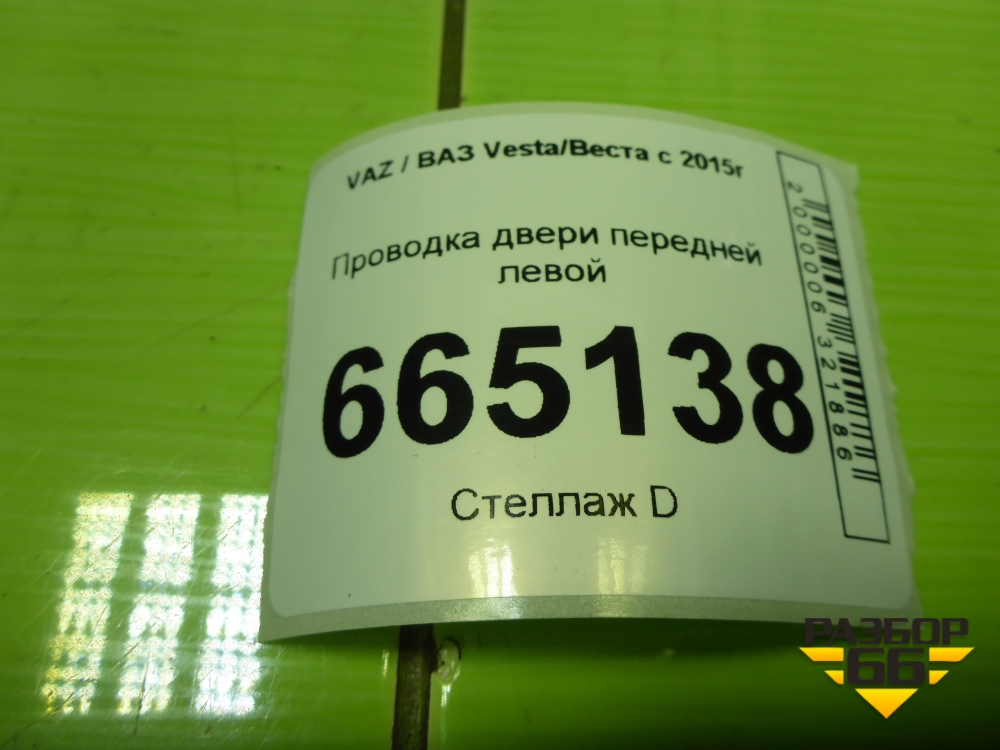 VAZ / ВАЗ Vesta/Веста с 2015г
Проводка двери передней
левой
665138
Стеллаж D
2000006321886
РАЗБОР
66